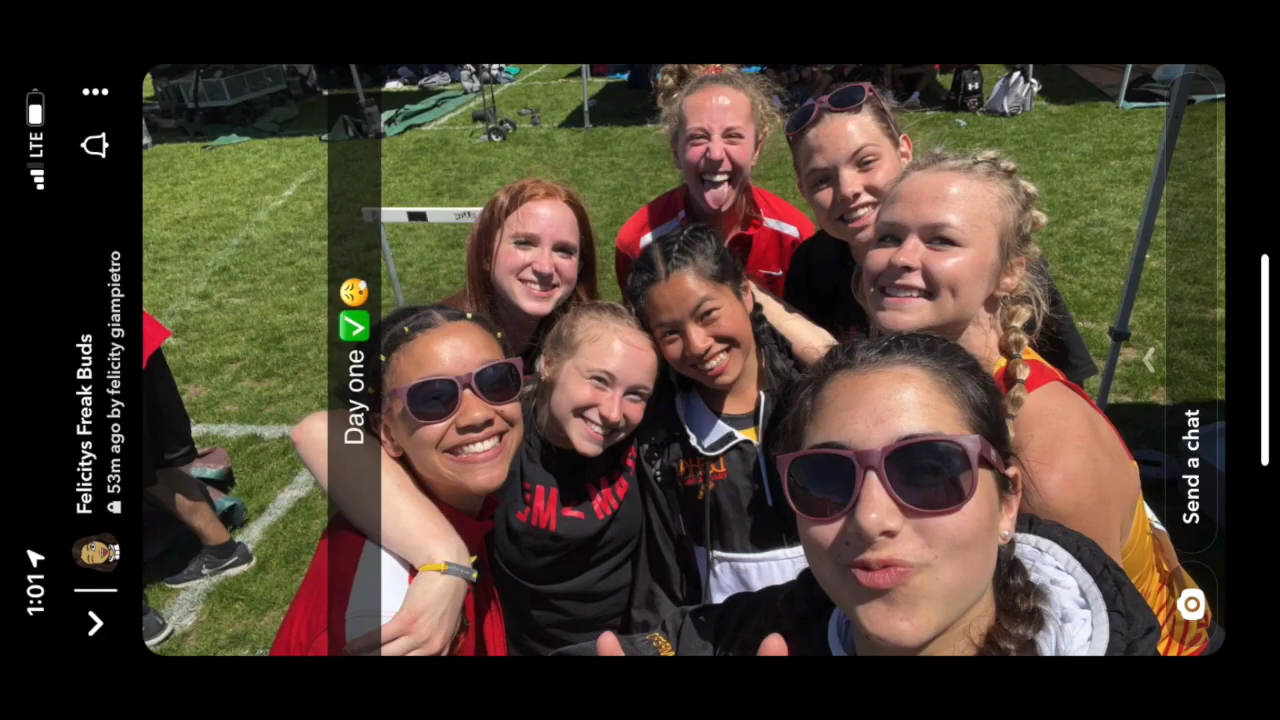 1:01
LTE
Felicitys Freak Buds
53m ago by felicity giampietro
Day one ✅🥳
Send a chat